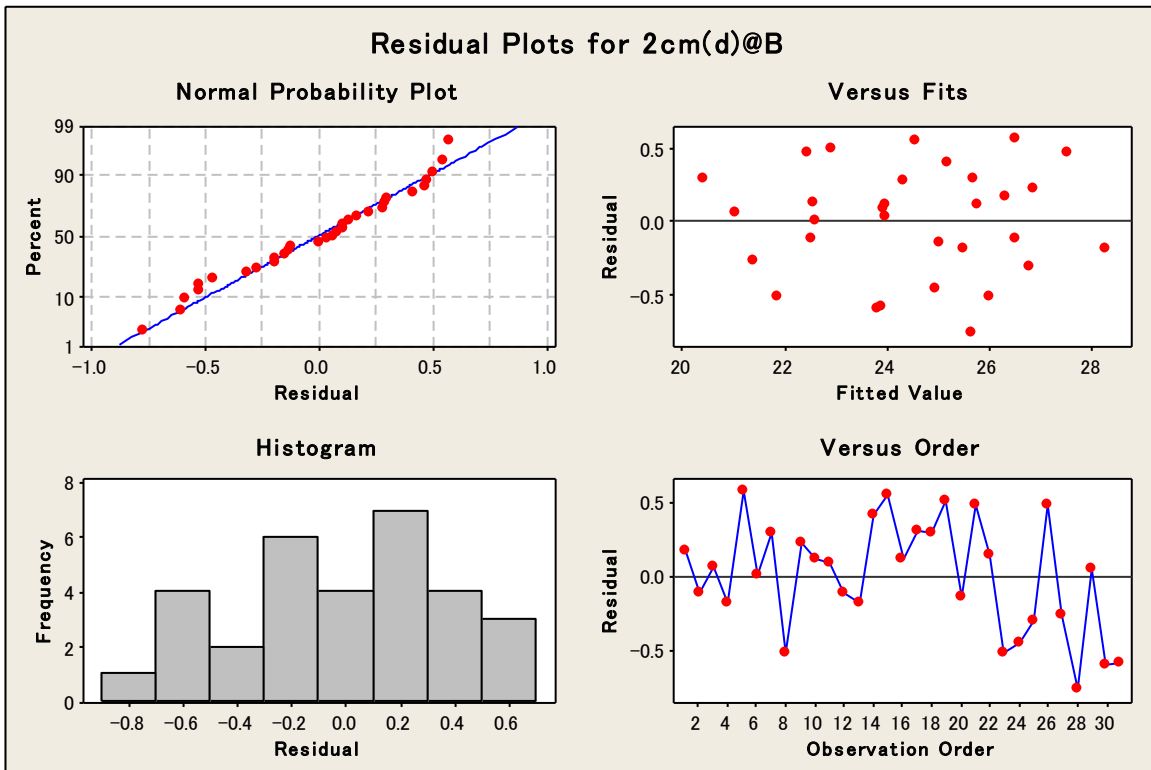 Residual Plots for 2cm(d)@B
Normal Probability Plot
99
90
50
10
1
Percent
−1.0 −0.5 0.0 0.5 1.0
Residual
Versus Fits
0.5
0.0
−0.5
Residual
20 22 24 26 28
Fitted Value
Histogram
8
6
4
2
0
Frequency
−0.8 −0.6 −0.4 −0.2 0.0 0.2 0.4 0.6
Residual
Versus Order
0.5
0.0
−0.5
Residual
2 4 6 8 10 12 14 16 18 20 22 24 26 28 30
Observation Order